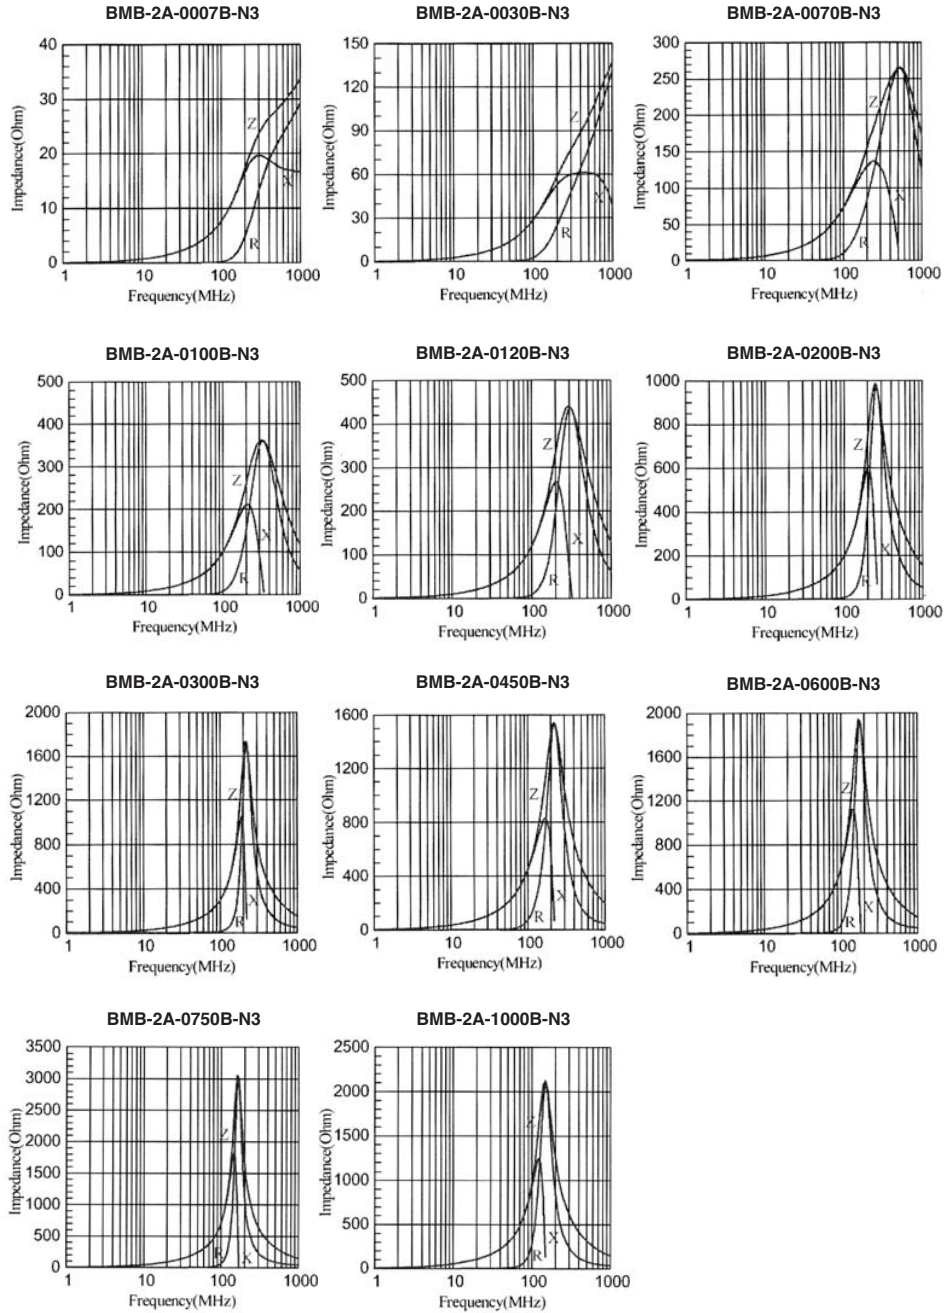 BMB-2A-0007B-N3
40
30
20
10
0
Impedance(Ohm)
Z
X
R
1 10 100 1000
Frequency(MHz)
BMB-2A-0030B-N3
150
120
90
60
30
0
Impedance(Ohm)
Z
X
R
1 10 100 1000
Frequency(MHz)
BMB-2A-0070B-N3
300
250
200
150
100
50
0
Impedance(Ohm)
Z
X
R
1 10 100 1000
Frequency(MHz)
BMB-2A-0100B-N3
500
400
300
200
100
0
Impedance(Ohm)
Z
X
R
1 10 100 1000
Frequency(MHz)
BMB-2A-0120B-N3
500
400
300
200
100
0
Impedance(Ohm)
Z
X
R
1 10 100 1000
Frequency(MHz)
BMB-2A-0200B-N3
1000
800
600
400
200
0
Impedance(Ohm)
Z
X
R
1 10 100 1000
Frequency(MHz)
BMB-2A-0300B-N3
2000
1600
1200
800
400
0
Impedance(Ohm)
Z
X
R
1 10 100 1000
Frequency(MHz)
BMB-2A-0450B-N3
1600
1200
800
400
0
Impedance(Ohm)
Z
X
R
1 10 100 1000
Frequency(MHz)
BMB-2A-0600B-N3
2000
1600
1200
800
400
0
Impedance(Ohm)
Z
X
R
1 10 100 1000
Frequency(MHz)
BMB-2A-0750B-N3
3500
3000
2500
2000
1500
1000
500
0
Impedance(Ohm)
Z
R X
1 10 100 1000
Frequency(MHz)
BMB-2A-1000B-N3
2500
2000
1500
1000
500
0
Impedance(Ohm)
Z
X
R
1 10 100 1000
Frequency(MHz)